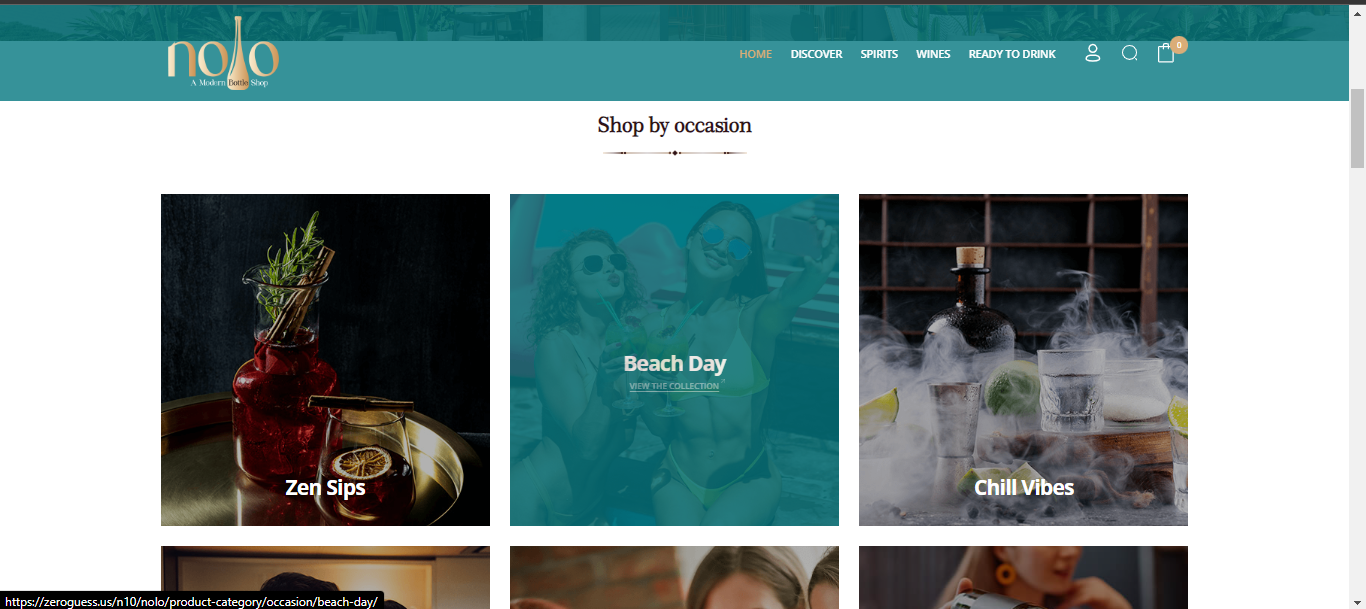 nolo
A Modern Bottle Shop
HOME
DISCOVER
SPIRITS
WINES
READY TO DRINK
0
Shop by occasion
Beach Day
VIEW THE COLLECTION
Zen Sips
Chill Vibes
https://zeroguess.us/n10/nolo/product-category/occasion/beach-day/